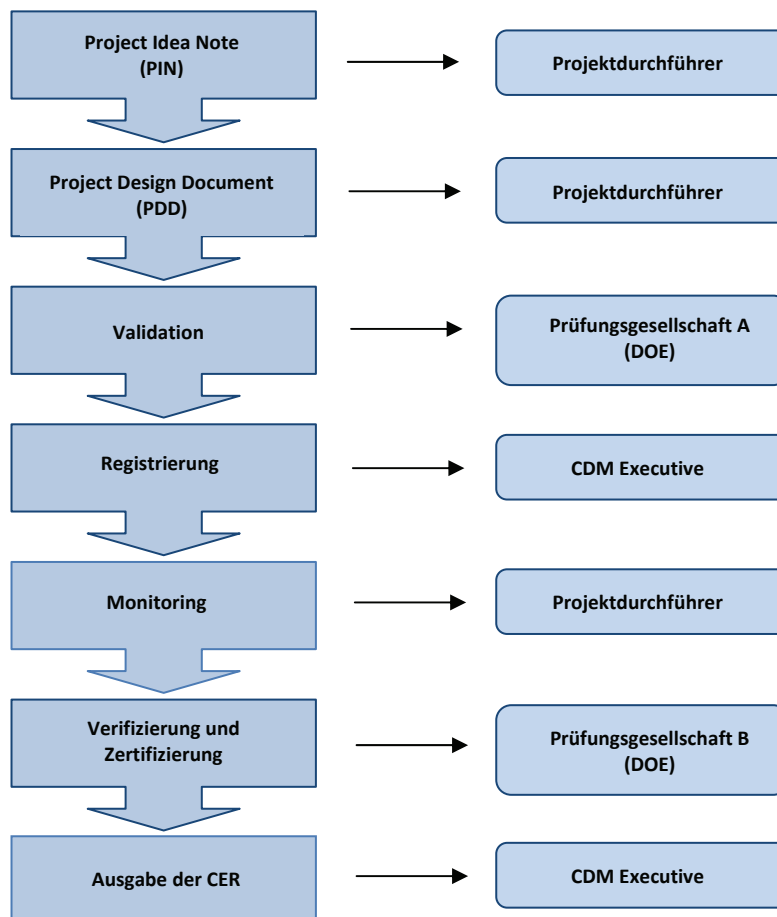 Project Idea Note
(PIN)
Projektdurchführer
Project Design Document
(PDD)
Projektdurchführer
Validation
Prüfungsgesellschaft A
(DOE)
Registrierung
CDM Executive
Monitoring
Projektdurchführer
Verifizierung und
Zertifizierung
Prüfungsgesellschaft B
(DOE)
Ausgabe der CER
CDM Executive